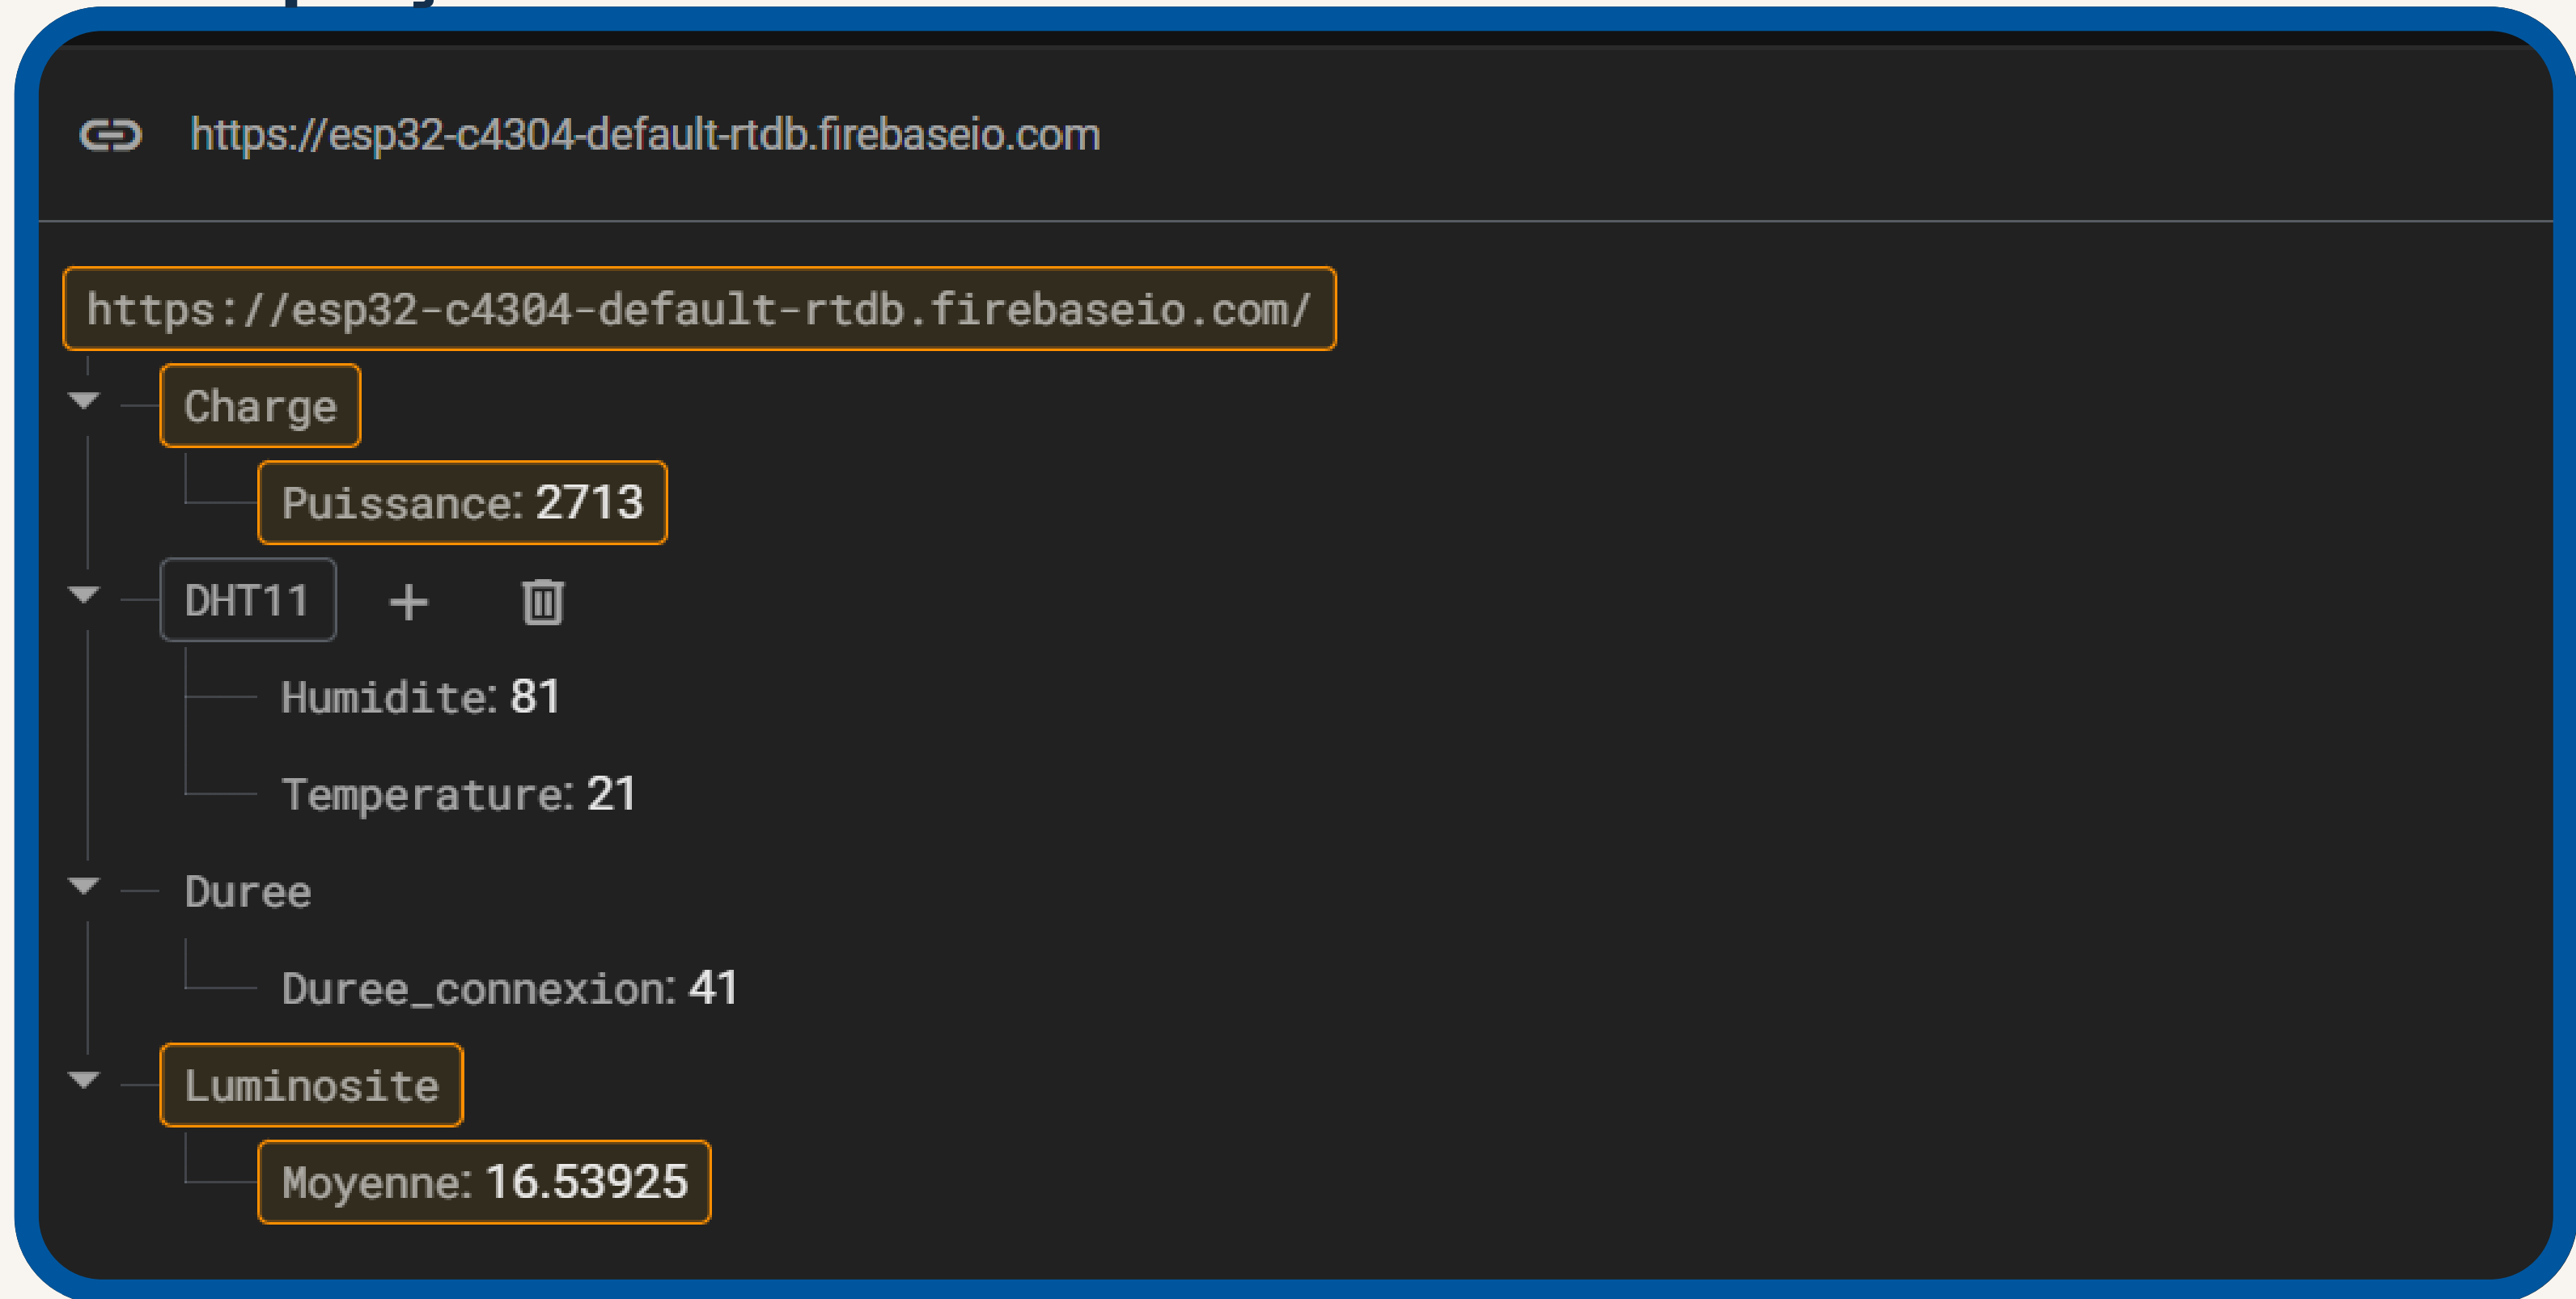 https://esp32-c4304-default-rtdb.firebaseio.com
https://esp32-c4304-default-rtdb.firebaseio.com/
Charge
Puissance: 2713
DHT11
Humidite: 81
Temperature: 21
Duree
Duree_connexion: 41
Luminosite
Moyenne: 16.53925